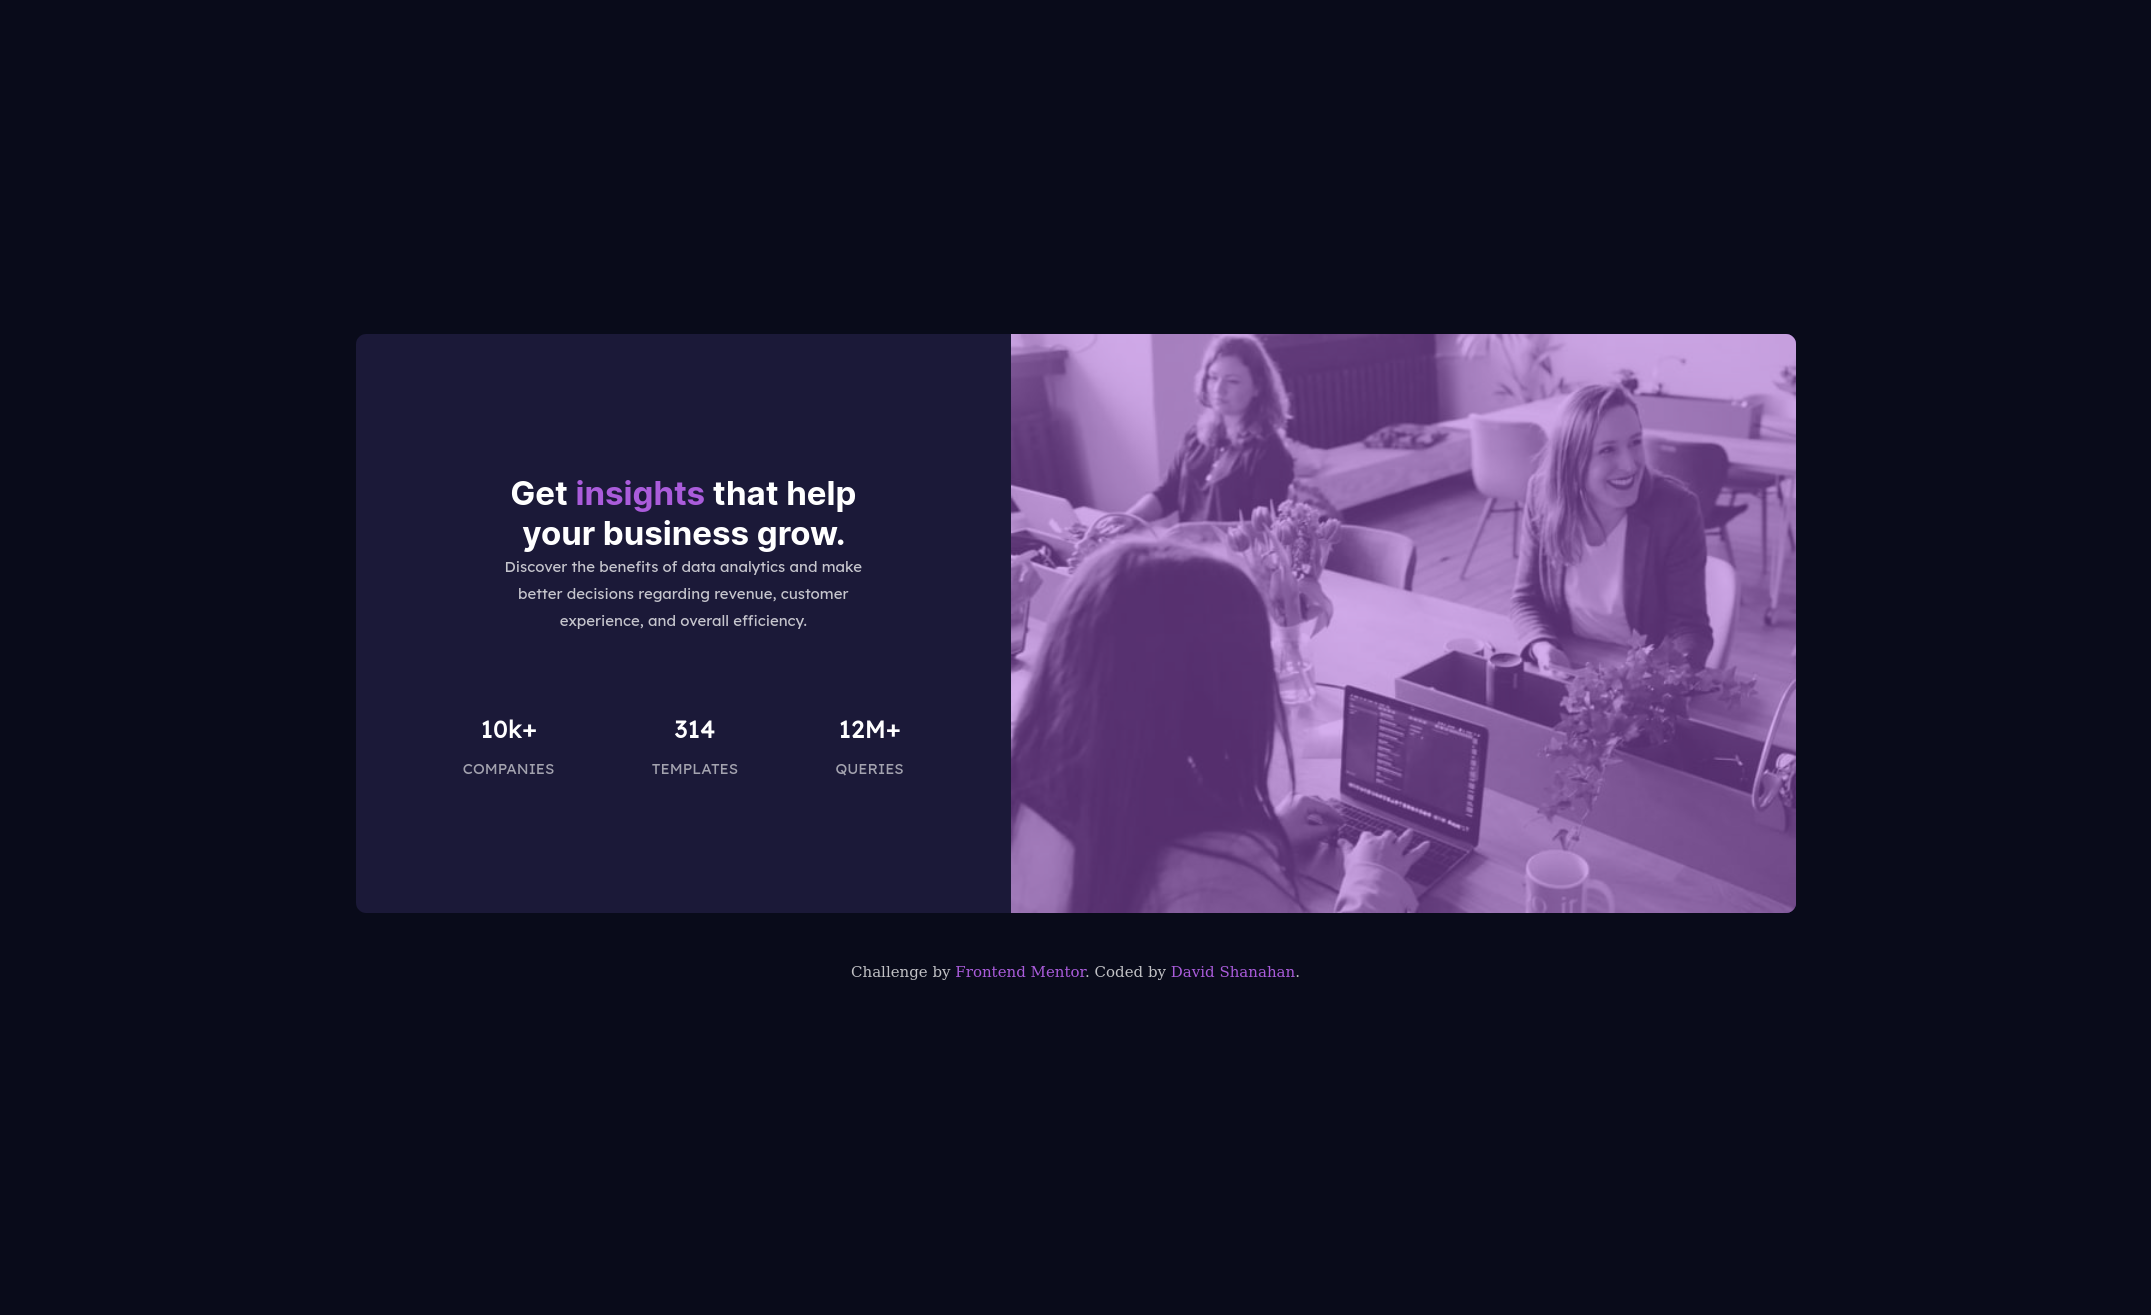 Get insights that help
your business grow.
Discover the benefits of data analytics and make
better decisions regarding revenue, customer
experience, and overall efficiency.
10k+ 314 12M+
COMPANIES TEMPLATES QUERIES
Challenge by Frontend Mentor. Coded by David Shanahan.